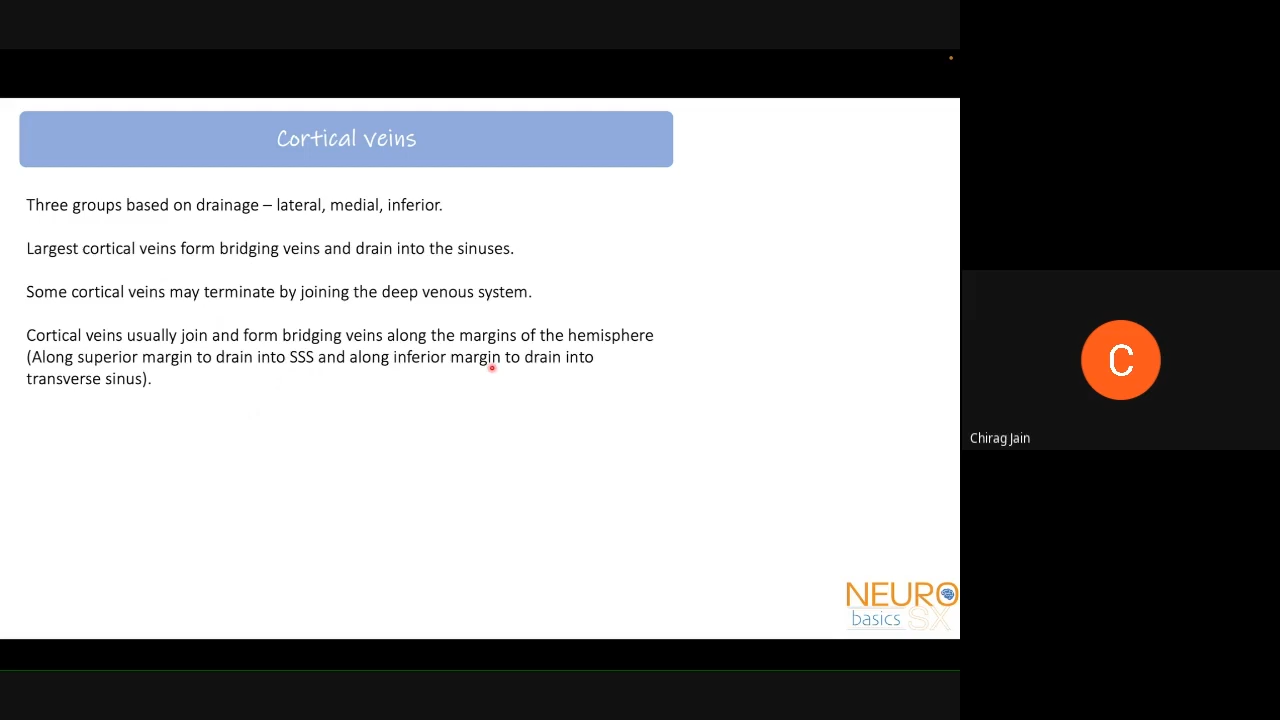 Cortical veins
Three groups based on drainage – lateral, medial, inferior.
Largest cortical veins form bridging veins and drain into the sinuses.
Some cortical veins may terminate by joining the deep venous system.
Cortical veins usually join and form bridging veins along the margins of the hemisphere
(Along superior margin to drain into SSS and along inferior margin to drain into
transverse sinus).
C
Chirag Jain
NEURO
basics SX